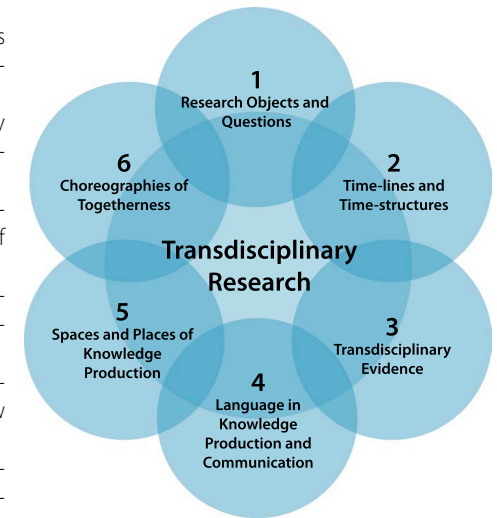 s
-
y
-
-
f
-
-
-
v
-
-
1
Research Objects and
Questions
2
Time-lines and
Time-structures
3
Transdisciplinary
Evidence
4
Language in
Knowledge
Production and
Communication
5
Spaces and Places of
Knowledge
Production
6
Choreographies of
Togetherness
Transdisciplinary
Research